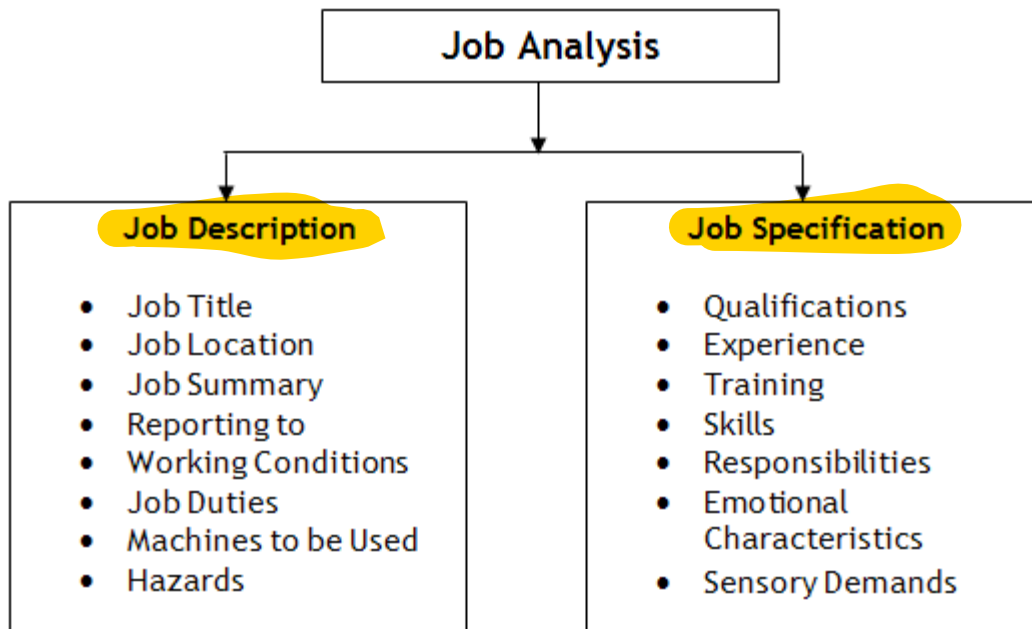 Job Analysis
Job Description
• Job Title
• Job Location
• Job Summary
• Reporting to
• Working Conditions
• Job Duties
• Machines to be Used
• Hazards
Job Specification
• Qualifications
• Experience
• Training
• Skills
• Responsibilities
• Emotional
Characteristics
• Sensory Demands